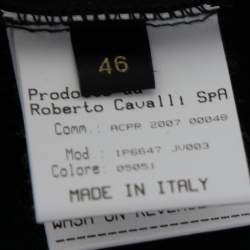 46
Prodotto da
Roberto Cavalli SpA
Comm.: ACPR 2007 00048
Mod.: 1P6647 JV003
Colore: 05051
MADE IN ITALY
WASH ON REVERSE